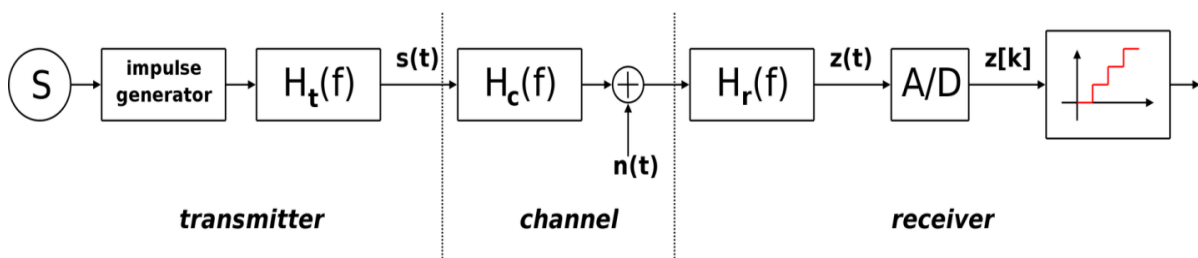 S
impulse
generator
Ht(f)
s(t)
Hc(f)
+
n(t)
Hr(f)
z(t)
A/D
z[k]
transmitter
channel
receiver